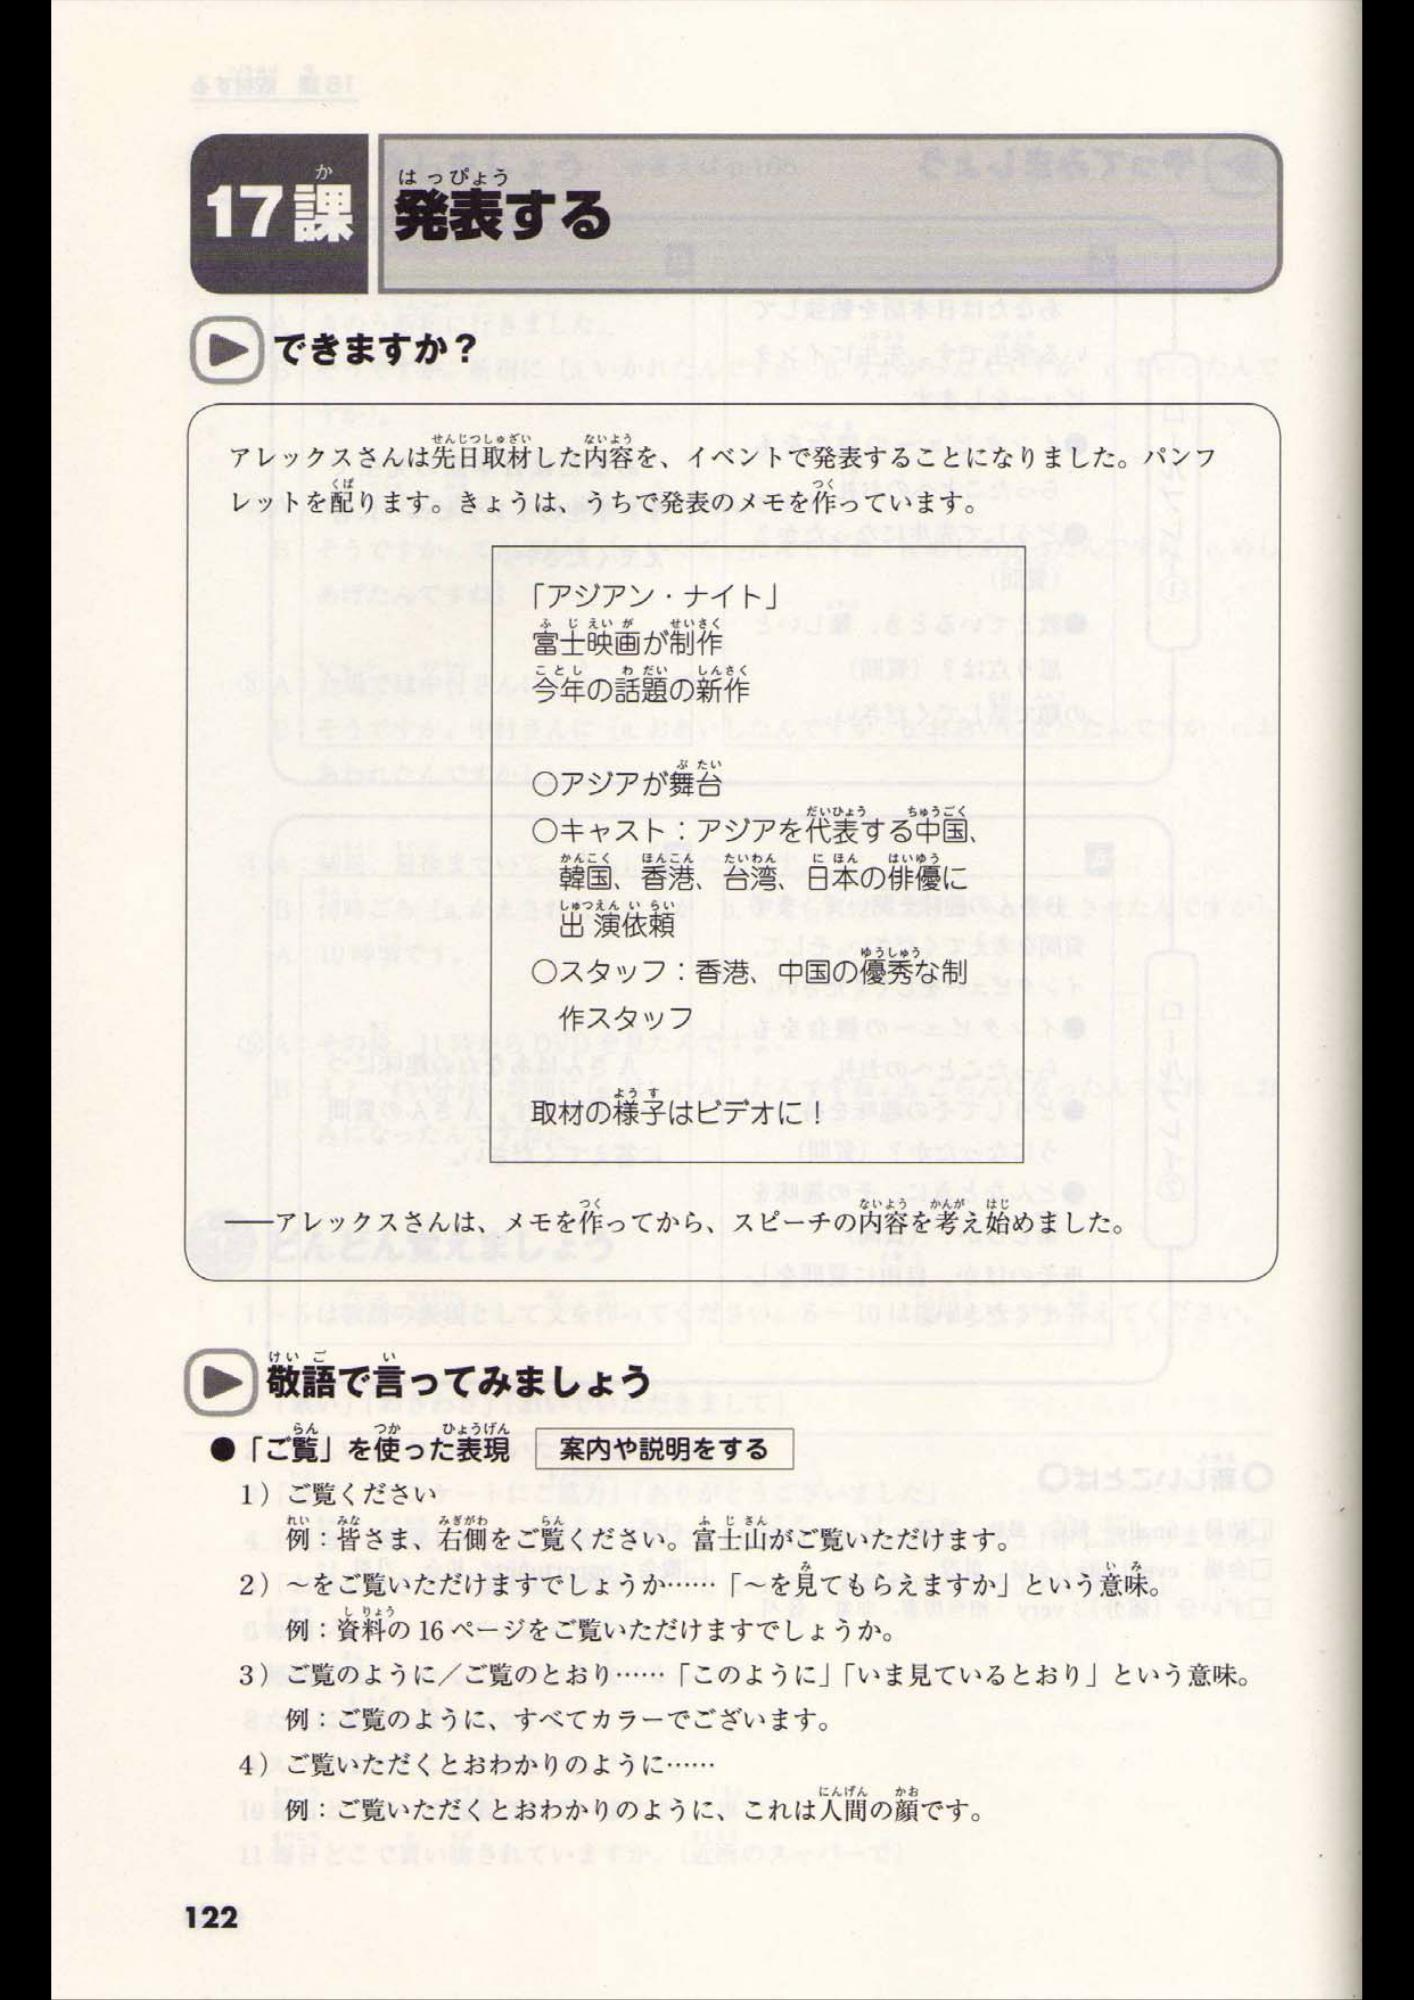 17課 発表する
できますか？
アレックスさんは先日取材した内容を、イベントで発表することになりました。パンフ
レットを配ります。きょうは、うちで発表のメモを作っています。
「アジアン・ナイト」
富士映画が制作
今年の話題の新作
○アジアが舞台
○キャスト：アジアを代表する中国、
韓国、香港、台湾、日本の俳優に
出演依頼
○スタッフ：香港、中国の優秀な制
作スタッフ
取材の様子はビデオに！
――アレックスさんは、メモを作ってから、スピーチの内容を考え始めました。
敬語で言ってみましょう
●「ご覧」を使った表現 案内や説明をする
1）ご覧ください
例：皆さま、右側をご覧ください。富士山がご覧いただけます。
2）～をご覧いただけますでしょうか……「～を見てもらえますか」という意味。
例：資料の16ページをご覧いただけますでしょうか。
3）ご覧のように／ご覧のとおり……「このように」「いま見ているとおり」という意味。
例：ご覧のように、すべてカラーでございます。
4）ご覧いただくとおわかりのように……
例：ご覧いただくとおわかりのように、これは人間の顔です。
122